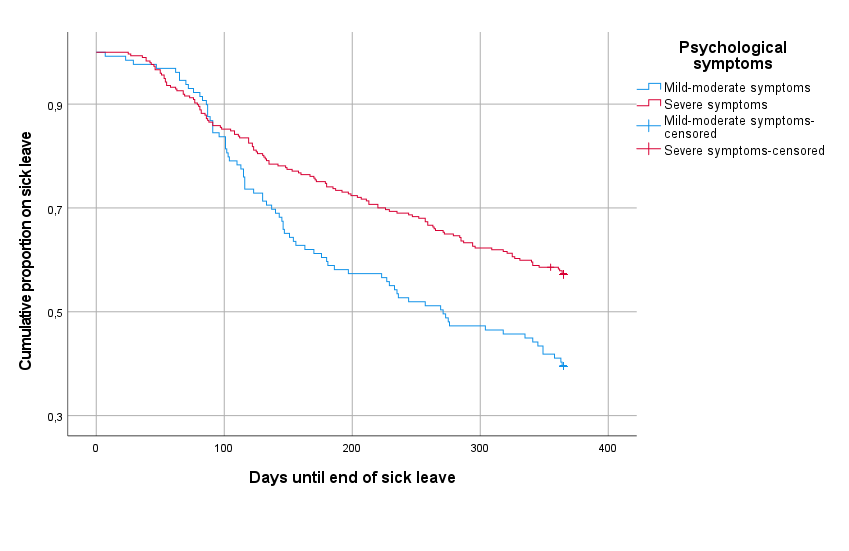 Psychological
symptoms
Mild-moderate symptoms
Severe symptoms
Mild-moderate symptoms-
censored
Severe symptoms-censored
Cumulative proportion on sick leave
0,9
0,7
0,5
0,3
0
100
200
300
400
Days until end of sick leave